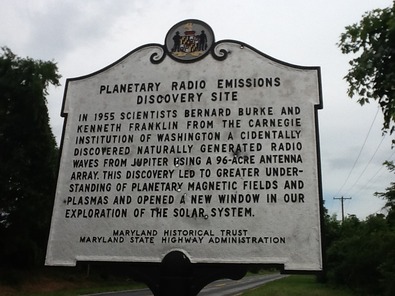 PLANETARY RADIO EMISSIONS
DISCOVERY SITE
IN 1955 SCIENTISTS BERNARD BURKE AND
KENNETH FRANKLIN FROM THE CARNEGIE
INSTITUTION OF WASHINGTON A CIDENTALLY
DISCOVERED NATURALLY GENERATED RADIO
WAVES FROM JUPITER USING A 96-ACRE ANTENNA
ARRAY. THIS DISCOVERY LED TO GREATER UNDER-
STANDING OF PLANETARY MAGNETIC FIELDS AND
PLASMAS AND OPENED A NEW WINDOW IN OUR
EXPLORATION OF THE SOLAR SYSTEM.
MARYLAND HISTORICAL TRUST
MARYLAND STATE HIGHWAY ADMINISTRATION